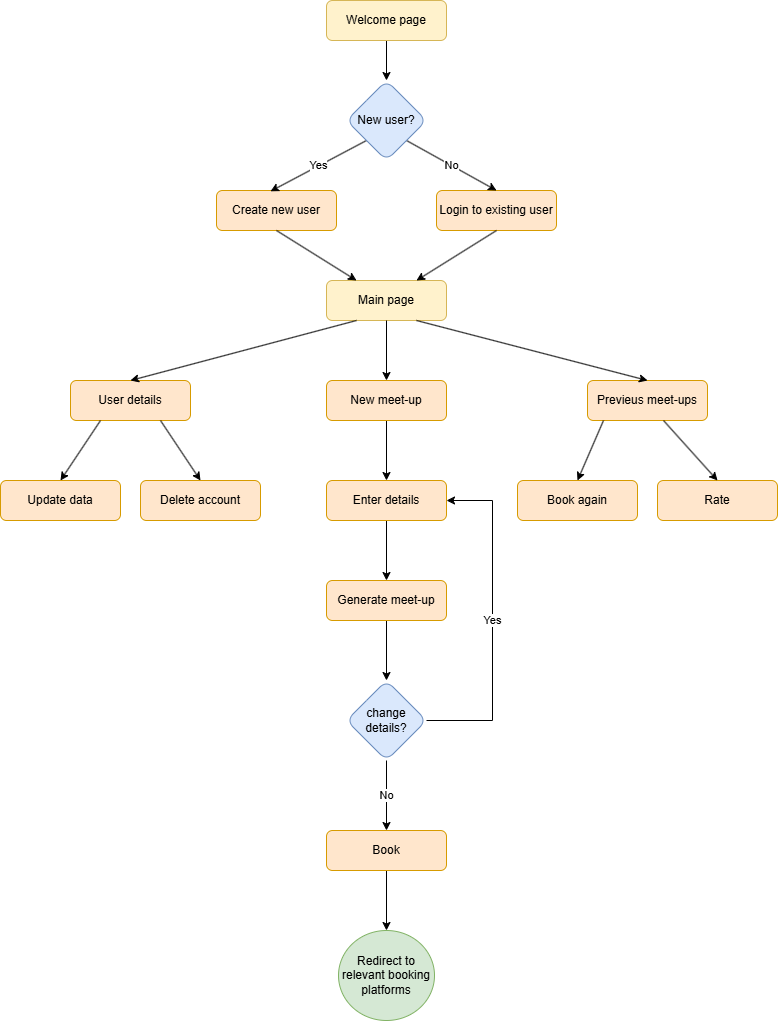 Welcome page
New user?
Yes
No
Create new user
Login to existing user
Main page
User details
New meet-up
Previeus meet-ups
Update data
Delete account
Enter details
Book again
Rate
Generate meet-up
Yes
change
details?
No
Book
Redirect to
relevant booking
platforms